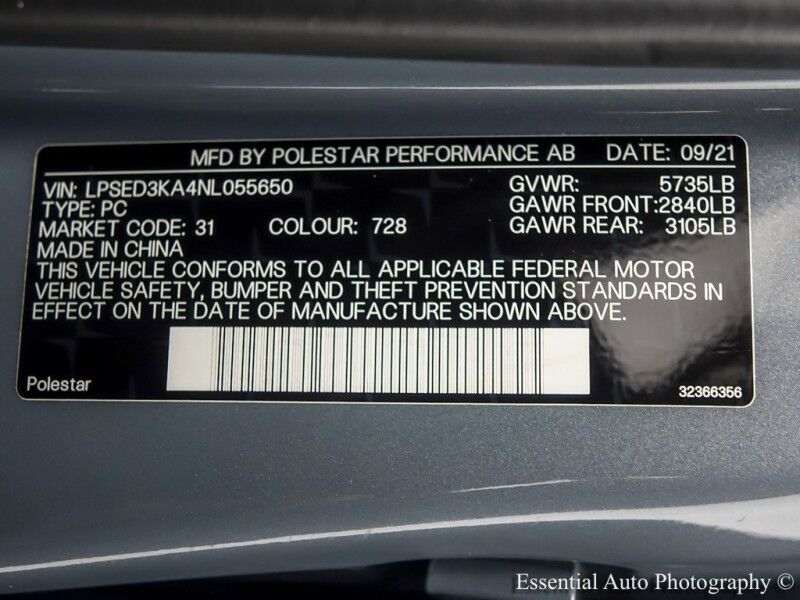 MFD BY POLESTAR PERFORMANCE AB DATE: 09/21
VIN: LPSED3KA4NL055650 GVWR: 5735LB
TYPE: PC GAWR FRONT:2840LB
MARKET CODE: 31 COLOUR: 728 GAWR REAR: 3105LB
MADE IN CHINA
THIS VEHICLE CONFORMS TO ALL APPLICABLE FEDERAL MOTOR
VEHICLE SAFETY, BUMPER AND THEFT PREVENTION STANDARDS IN
EFFECT ON THE DATE OF MANUFACTURE SHOWN ABOVE.
Polestar 32366356
Essential Auto Photography ©